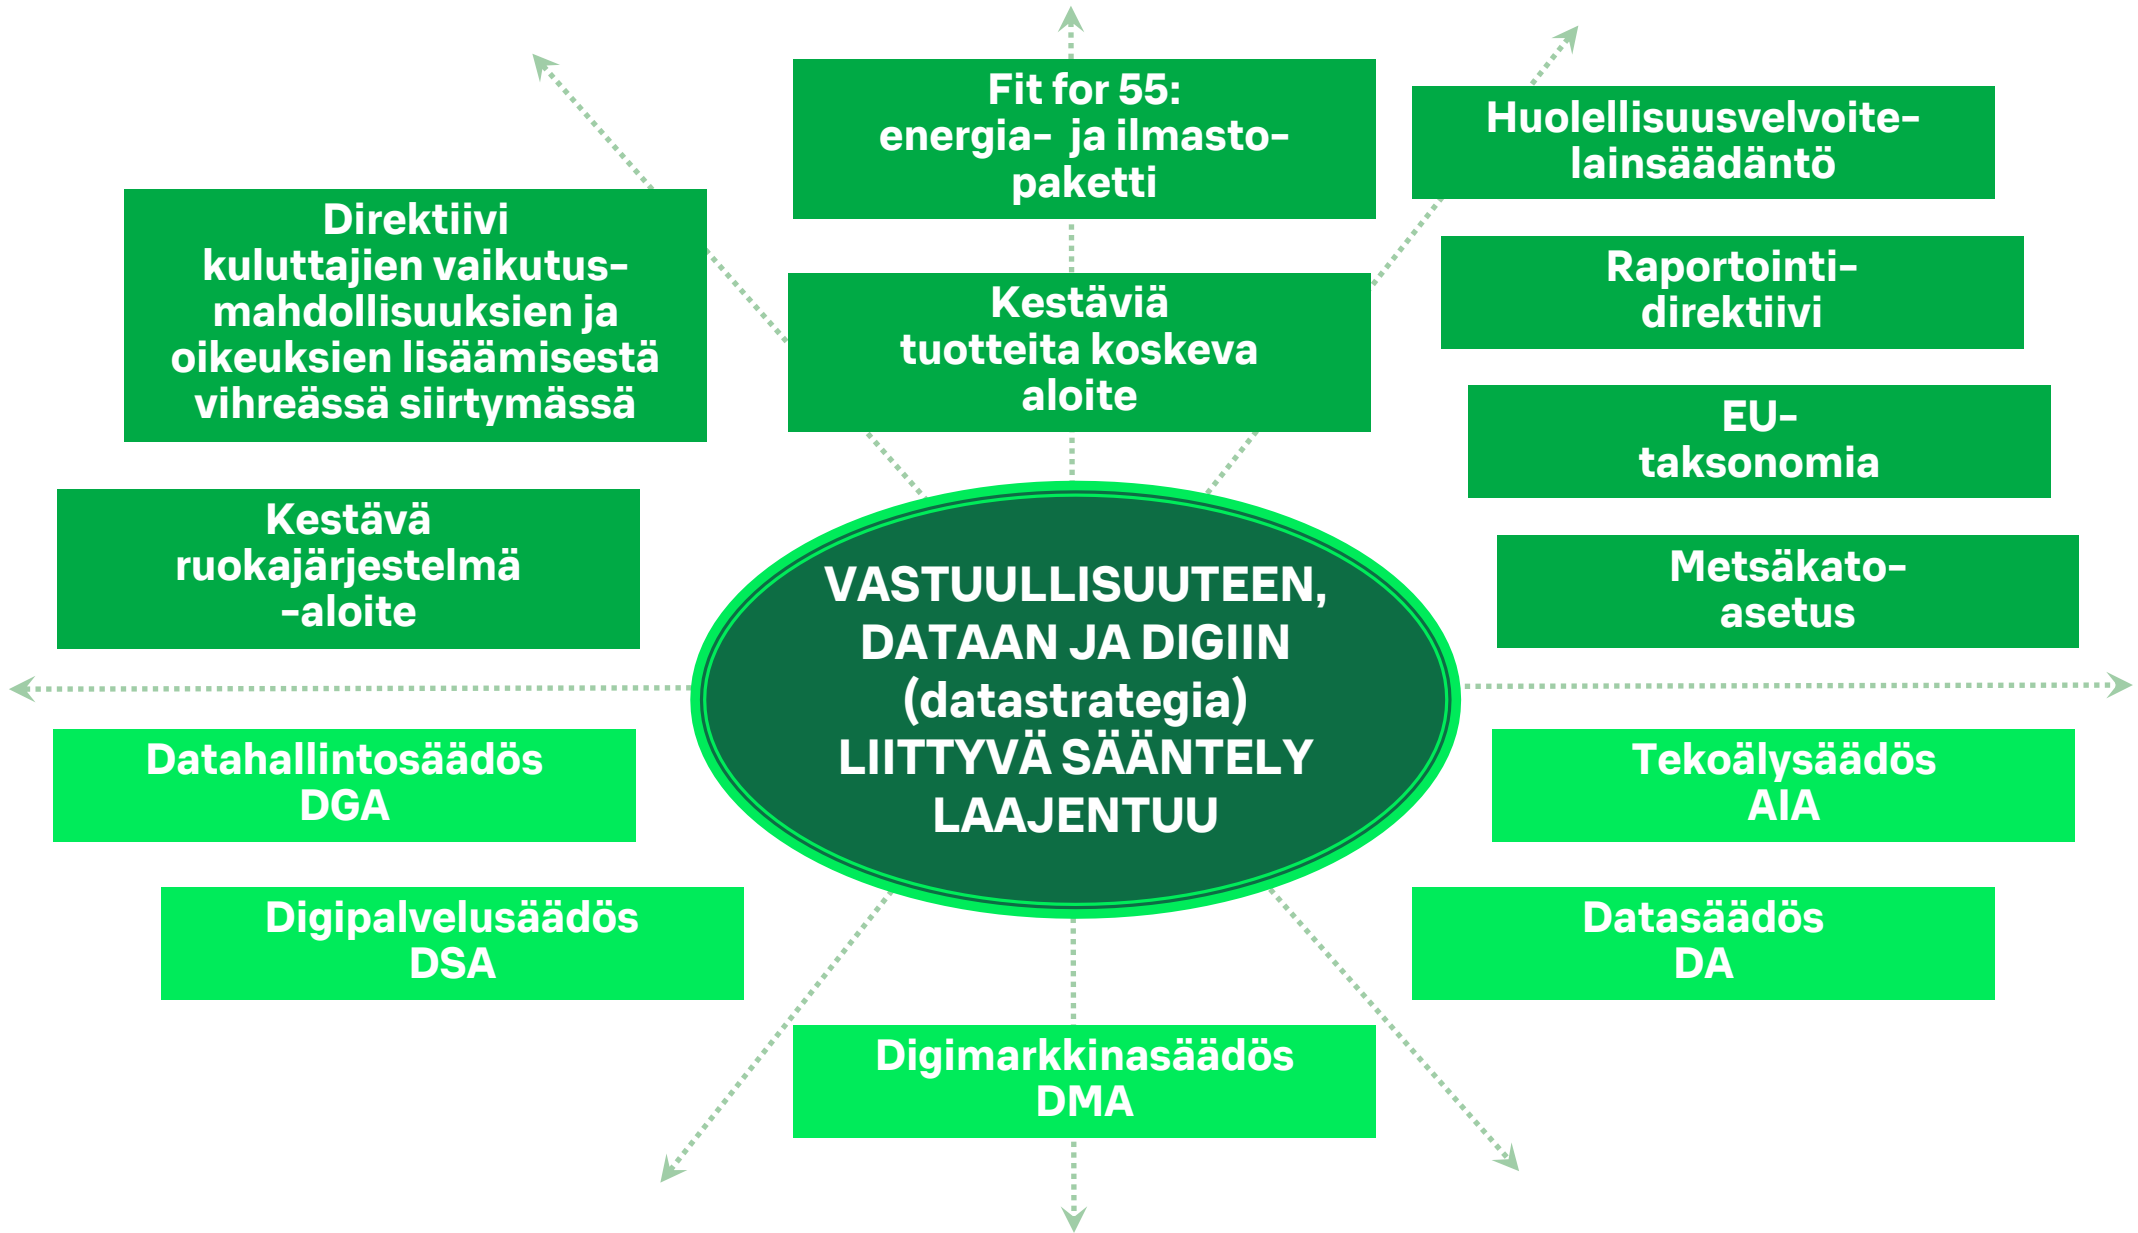 Fit for 55:
energia- ja ilmasto-
paketti
Huolellisuusvelvoite-
lainsäädäntö
Direktiivi
kuluttajien vaikutus-
mahdollisuuksien ja
oikeuksien lisäämisestä
vihreässä siirtymässä
Kestäviä
tuotteita koskeva
aloite
Raportointi-
direktiivi
EU-
taksonomia
Kestävä
ruokajärjestelmä
-aloite
Metsäkato-
asetus
VASTUULLISUUTEEN,
DATAAN JA DIGIIN
(datastrategia)
LIITTYVÄ SÄÄNTELY
LAAJENTUU
Datahallintosäädös
DGA
Tekoälysäädös
AIA
Digipalvelusäädös
DSA
Datasäädös
DA
Digimarkkinasäädös
DMA